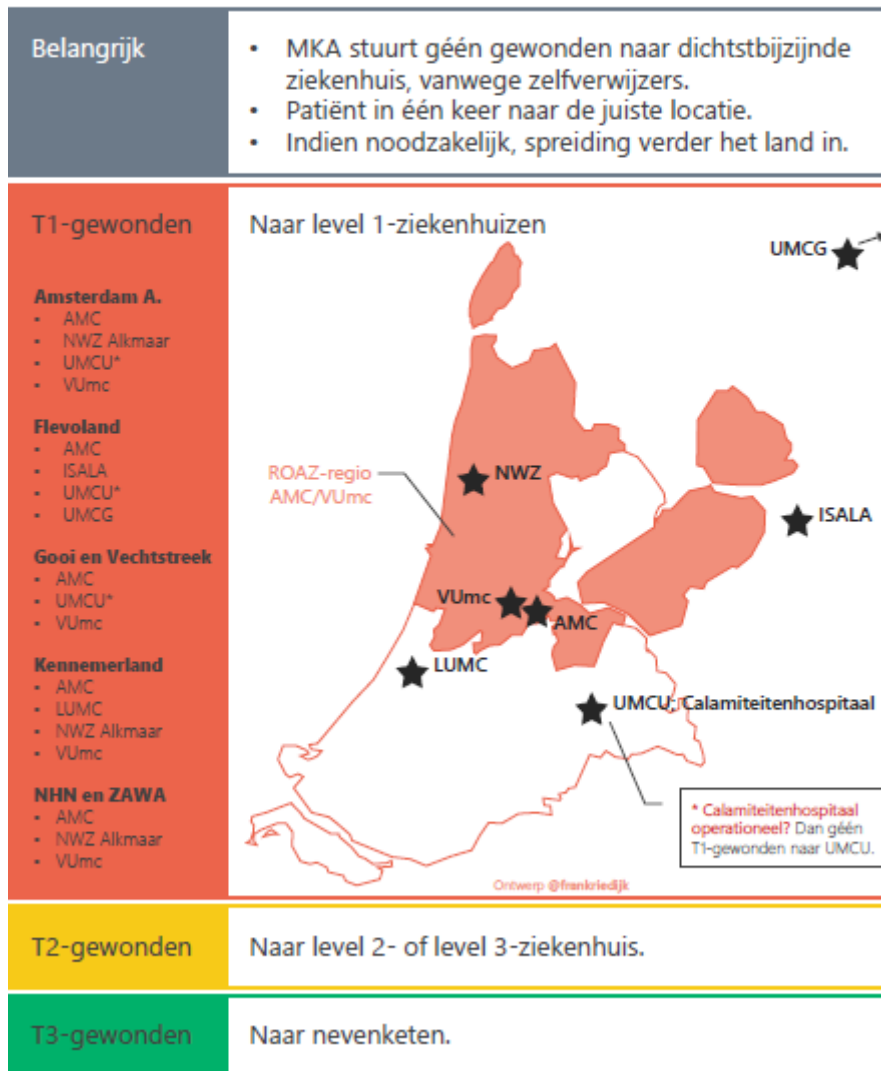 Belangrijk
• MKA stuurt géén gewonden naar dichtstbijzijnde
ziekenhuis, vanwege zelfverwijzers.
• Patiënt in één keer naar de juiste locatie.
• Indien noodzakelijk, spreiding verder het land in.
T1-gewonden
Amsterdam A.
• AMC
• NWZ Alkmaar
• UMCU*
• VUmc
Flevoland
• AMC
• ISALA
• UMCU*
• UMCG
Gooi en Vechtstreek
• AMC
• UMCU*
• VUmc
Kennemerland
• AMC
• LUMC
• NWZ Alkmaar
• VUmc
NHN en ZAWA
• AMC
• NWZ Alkmaar
• VUmc
Naar level 1-ziekenhuizen
UMCG
ROAZ-regio
AMC/VUmc
NWZ
ISALA
VUmc
AMC
LUMC
UMCU; Calamiteitenhospitaal
* Calamiteitenhospitaal
operationeel? Dan géén
T1-gewonden naar UMCU.
Ontwerp @frankriedijk
T2-gewonden
Naar level 2- of level 3-ziekenhuis.
T3-gewonden
Naar nevenketen.